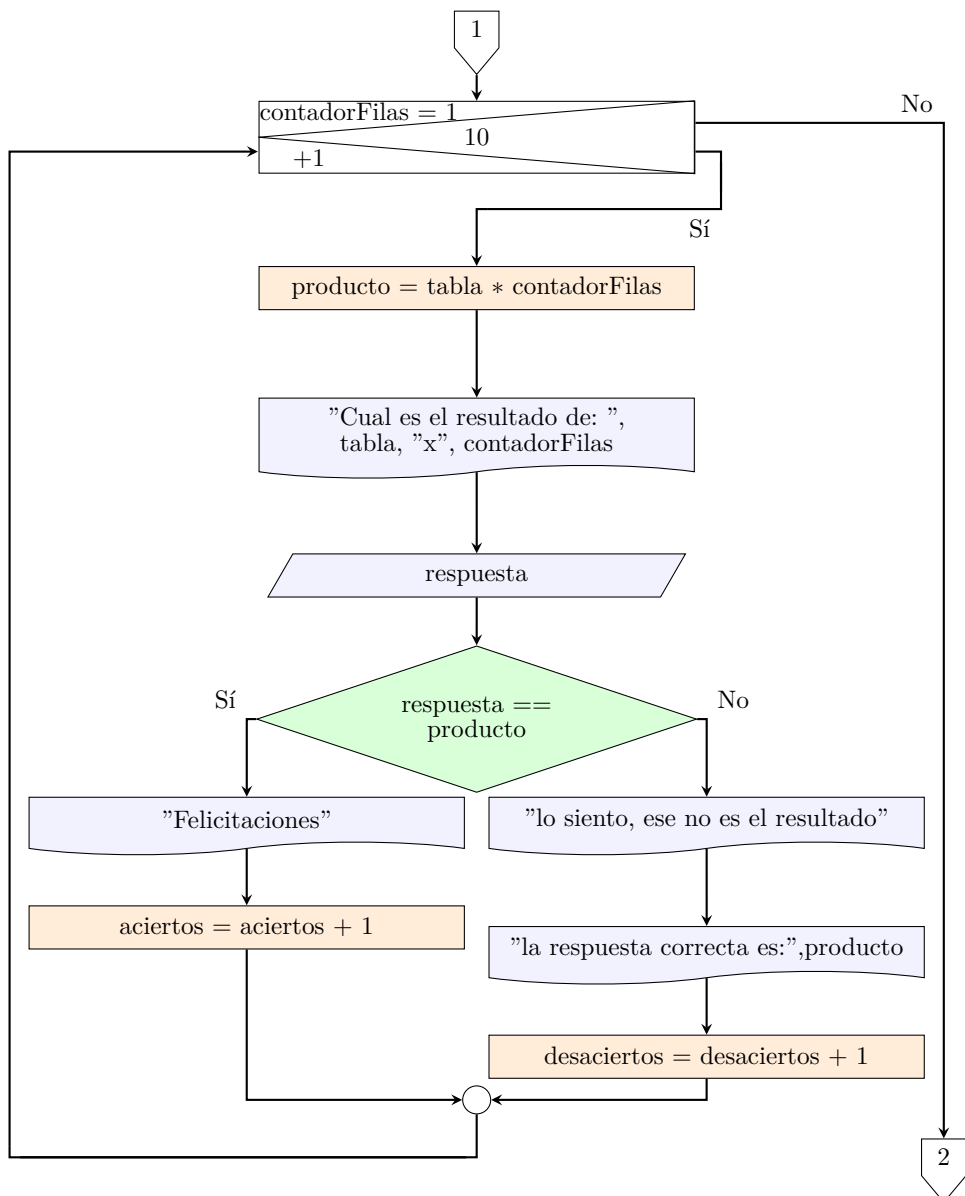 1
contadorFilas = 1
No
10
+1
Sí
producto = tabla * contadorFilas
”Cual es el resultado de: ”,
tabla, ”x”, contadorFilas
respuesta
Sí
No
respuesta ==
producto
”Felicitaciones”
”lo siento, ese no es el resultado”
aciertos = aciertos + 1
”la respuesta correcta es:”,producto
desaciertos = desaciertos + 1
2